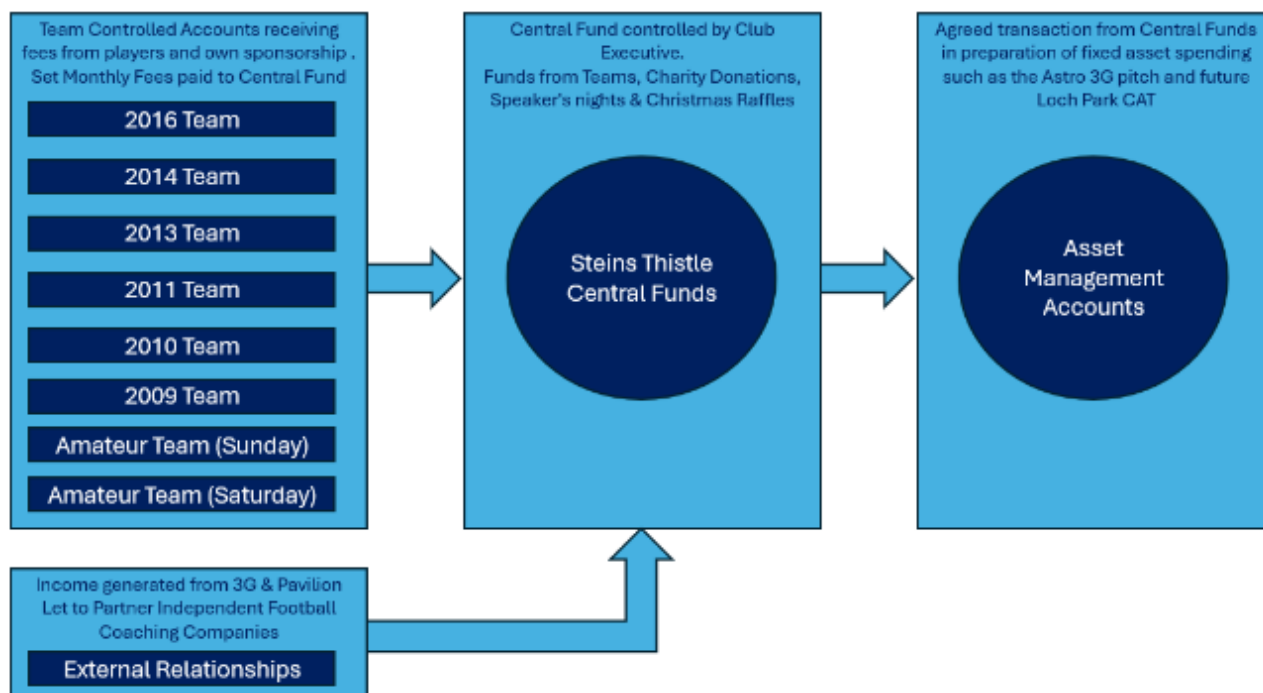 Team Controlled Accounts receiving
fees from players and own sponsorship .
Set Monthly Fees paid to Central Fund
2016 Team
2014 Team
2013 Team
2011 Team
2010 Team
2009 Team
Amateur Team (Sunday)
Amateur Team (Saturday)
Central Fund controlled by Club
Executive.
Funds from Teams, Charity Donations,
Speaker's nights & Christmas Raffles
Steins Thistle
Central Funds
Agreed transaction from Central Funds
in preparation of fixed asset spending
such as the Astro 3G pitch and future
Loch Park CAT
Asset
Management
Accounts
Income generated from 3G & Pavilion
Let to Partner Independent Football
Coaching Companies
External Relationships